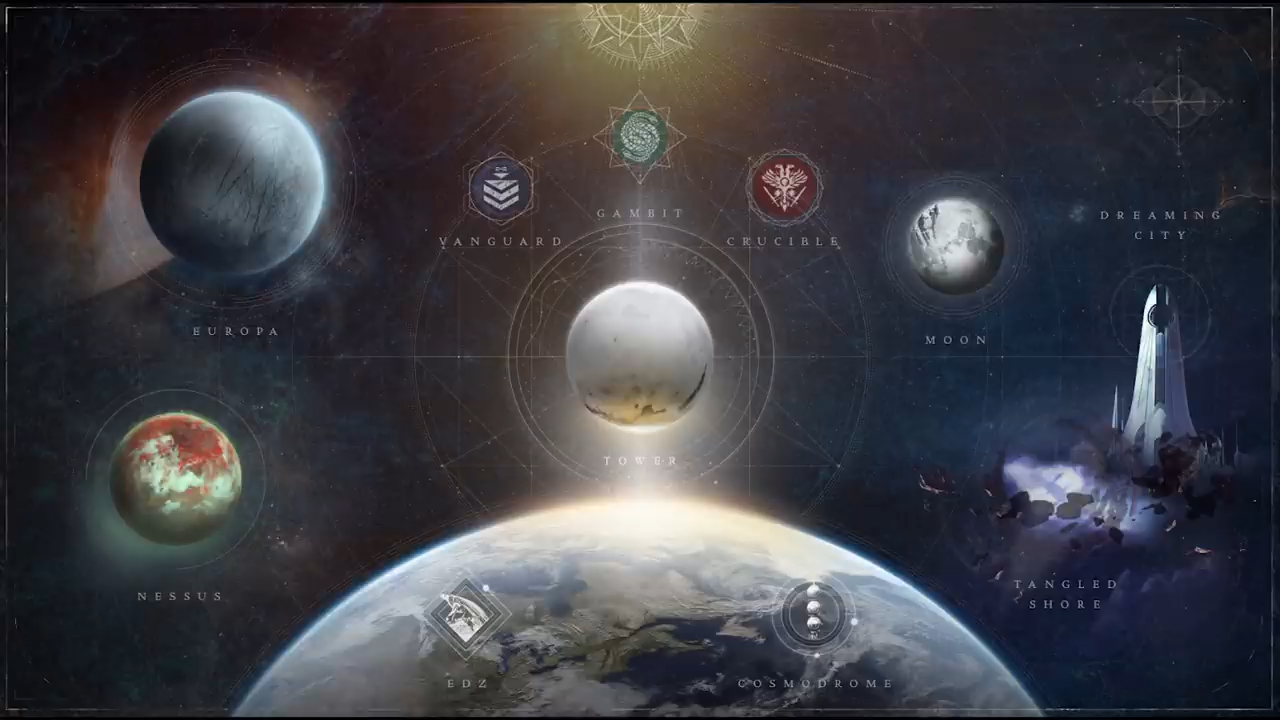 GAMBIT
DREAMING
CITY
VANGUARD
CRUCIBLE
EUROPA
MOON
TOWER
TANGLED
SHORE
NESSUS
EDZ
COSMODROME